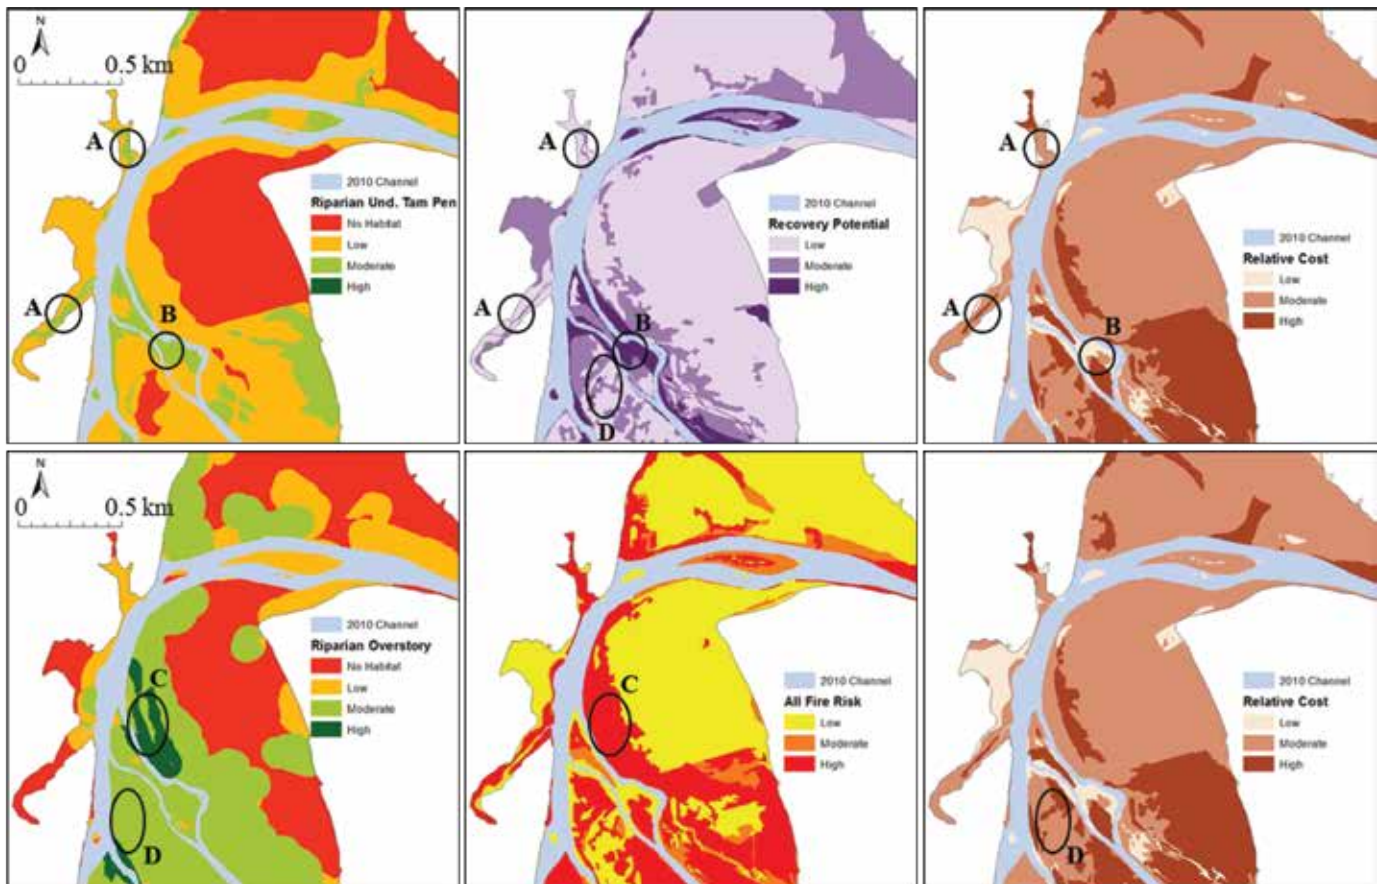 N
0 0.5 km
A
A
B
2010 Channel
Riparian Und. Tam Pen
No Habitat
Low
Moderate
High
A
A
B
D
2010 Channel
Recovery Potential
Low
Moderate
High
A
A
B
2010 Channel
Relative Cost
Low
Moderate
High
N
0 0.5 km
C
D
2010 Channel
Riparian Overstory
No Habitat
Low
Moderate
High
C
2010 Channel
All Fire Risk
Low
Moderate
High
D
2010 Channel
Relative Cost
Low
Moderate
High